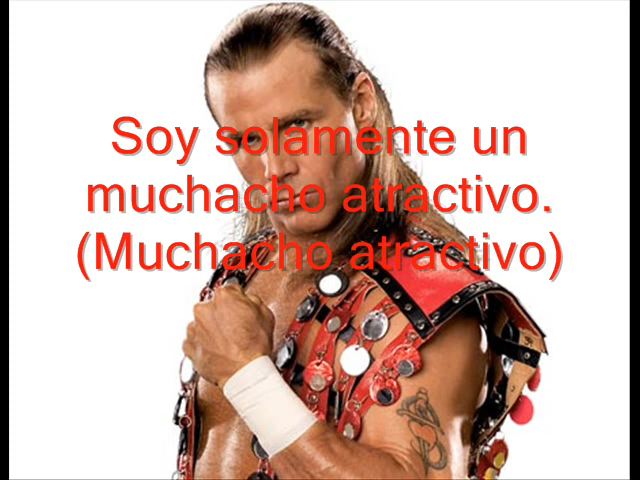 Soy solamente un
muchacho atractivo.
(Muchacho atractivo)